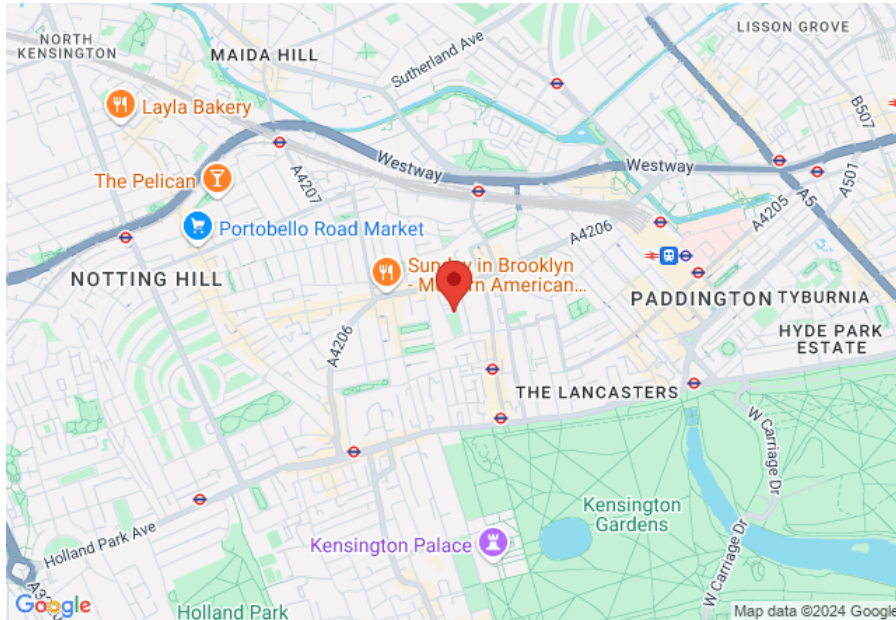 LISSON GROVE
NORTH
KENSINGTON
MAIDA HILL
Sutherland Ave
Layla Bakery
B507
Westway
Westway
A4207
A501
The Pelican
A5
A4205
Portobello Road Market
A4206
NOTTING HILL
Sunday in Brooklyn
- Modern American...
PADDINGTON
TYBURNIA
HYDE PARK
ESTATE
A4206
THE LANCASTERS
W Carriage Dr
Kensington
Gardens
Holland Park Ave
Kensington Palace
W Carriage Dr
Google
Holland Park
Map data ©2024 Google